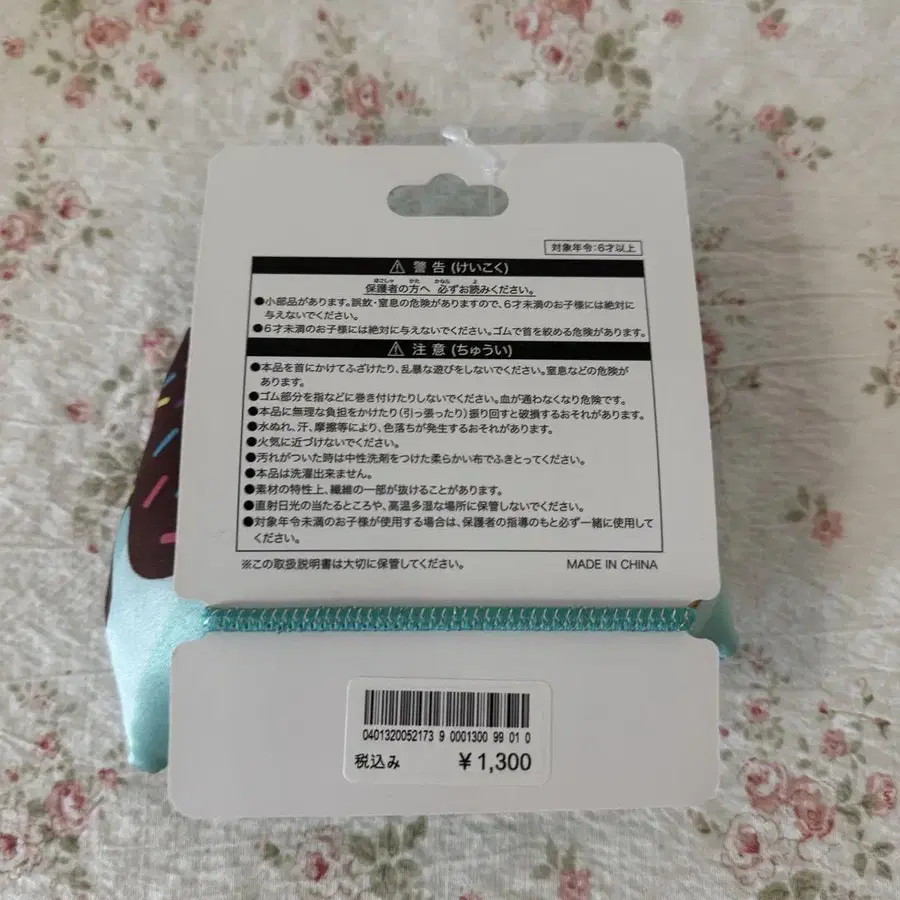 対象年令:6才以上
⚠ 警告 (けいこく)
ほごしゃ かた かなら よ
保護者の方へ 必ずお読みください。
●小部品があります。誤飲・窒息の危険がありますので、6才未満のお子様には絶対に
与えないでください。
●6才未満のお子様には絶対に与えないでください。ゴムで首を絞める危険があります。
⚠ 注意 (ちゅうい)
●本品を首にかけてふざけたり、乱暴な遊びをしないでください。窒息などの危険が
あります。
●ゴム部分を指などに巻き付けたりしないでください。血が通わなくなり危険です。
●本品に無理な負担をかけたり(引っ張ったり)振り回すと破損するおそれがあります。
●水ぬれ、汗、摩擦等により、色落ちが発生するおそれがあります。
●火気に近づけないでください。
●汚れがついた時は中性洗剤をつけた柔らかい布でふきとってください。
●本品は洗濯出来ません。
●素材の特性上、繊維の一部が抜けることがあります。
●直射日光の当たるところや、高温多湿な場所に保管しないでください。
●対象年令未満のお子様が使用する場合は、保護者の指導のもと必ず一緒に使用して
ください。
※この取扱説明書は大切に保管してください。 MADE IN CHINA
0401320052173 9 0001300 99 01 0
税込み ￥1,300